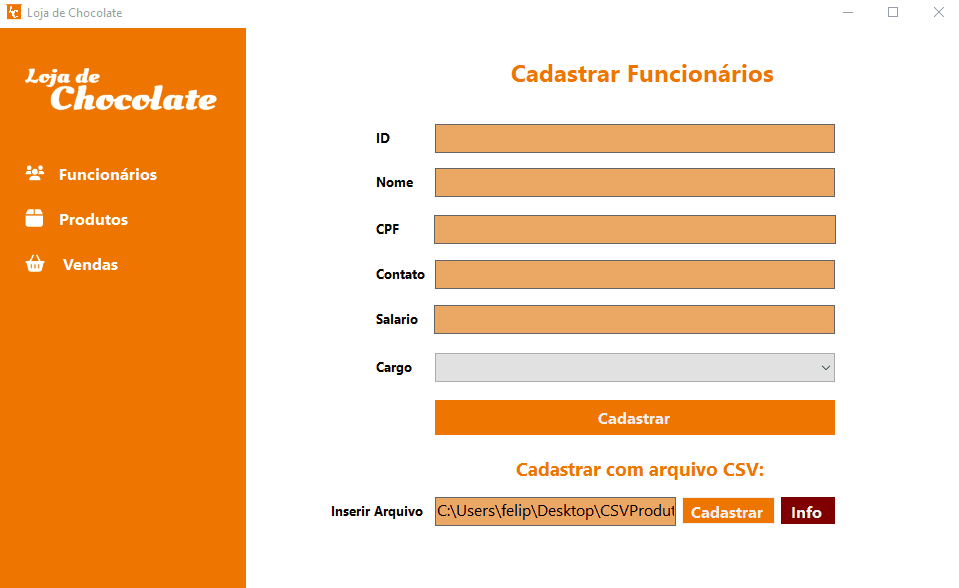 LC Loja de Chocolate
Loja de
Chocolate
Funcionários
Produtos
Vendas
Cadastrar Funcionários
ID
Nome
CPF
Contato
Salario
Cargo
Cadastrar
Cadastrar com arquivo CSV:
Inserir Arquivo C:\Users\felip\Desktop\CSVProdut Cadastrar Info